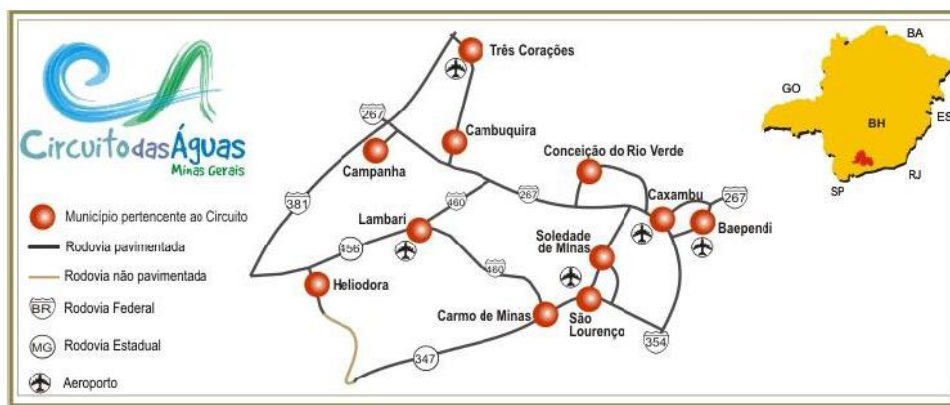 Circuito das Águas
Minas Gerais
Município pertencente ao Circuito
Rodovia pavimentada
Rodovia não pavimentada
BR
Rodovia Federal
MG
Rodovia Estadual
Aeroporto
Três Corações
267
Cambuquira
Campanha
Conceição do Rio Verde
381
Lambari
460
267
Caxambu
267
456
Soledade
de Minas
Baependi
460
Heliodora
Carmo de Minas
São
Lourenço
354
347
BA
GO
ES
BH
SP
RJ